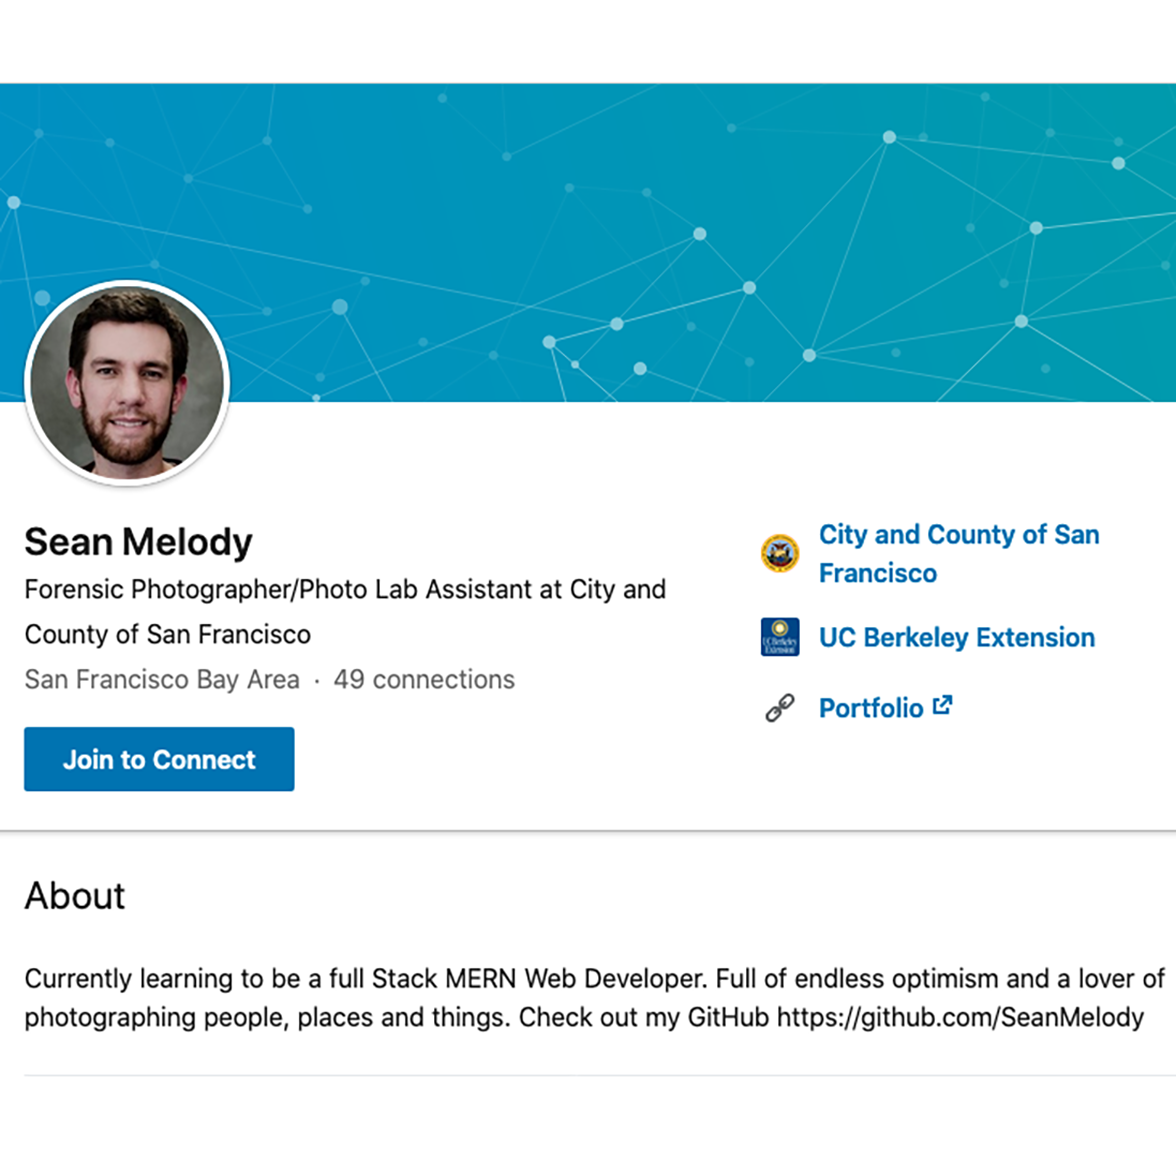 Sean Melody
Forensic Photographer/Photo Lab Assistant at City and
County of San Francisco
San Francisco Bay Area · 49 connections
Join to Connect
City and County of San
Francisco
UC Berkeley
Extension
UC Berkeley Extension
Portfolio
About
Currently learning to be a full Stack MERN Web Developer. Full of endless optimism and a lover of
photographing people, places and things. Check out my GitHub https://github.com/SeanMelody